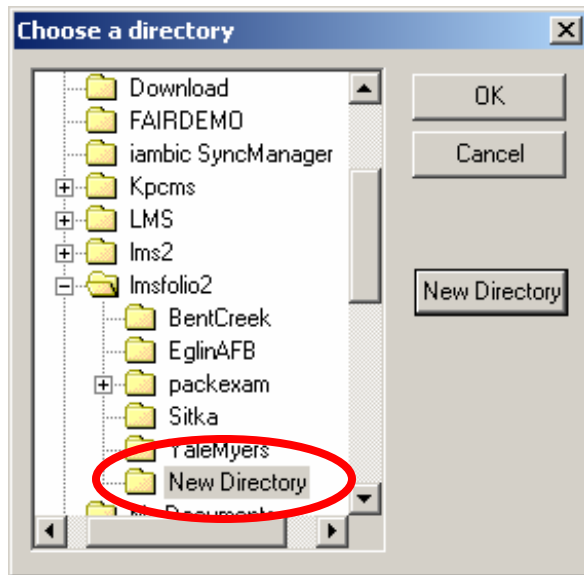 Choose a directory
Download
FAIRDEMO
iambic SyncManager
Kpcms
LMS
lms2
lmsfolio2
BentCreek
EglinAFB
packexam
Sitka
YaleMyers
New Directory
Documents
OK
Cancel
New Directory